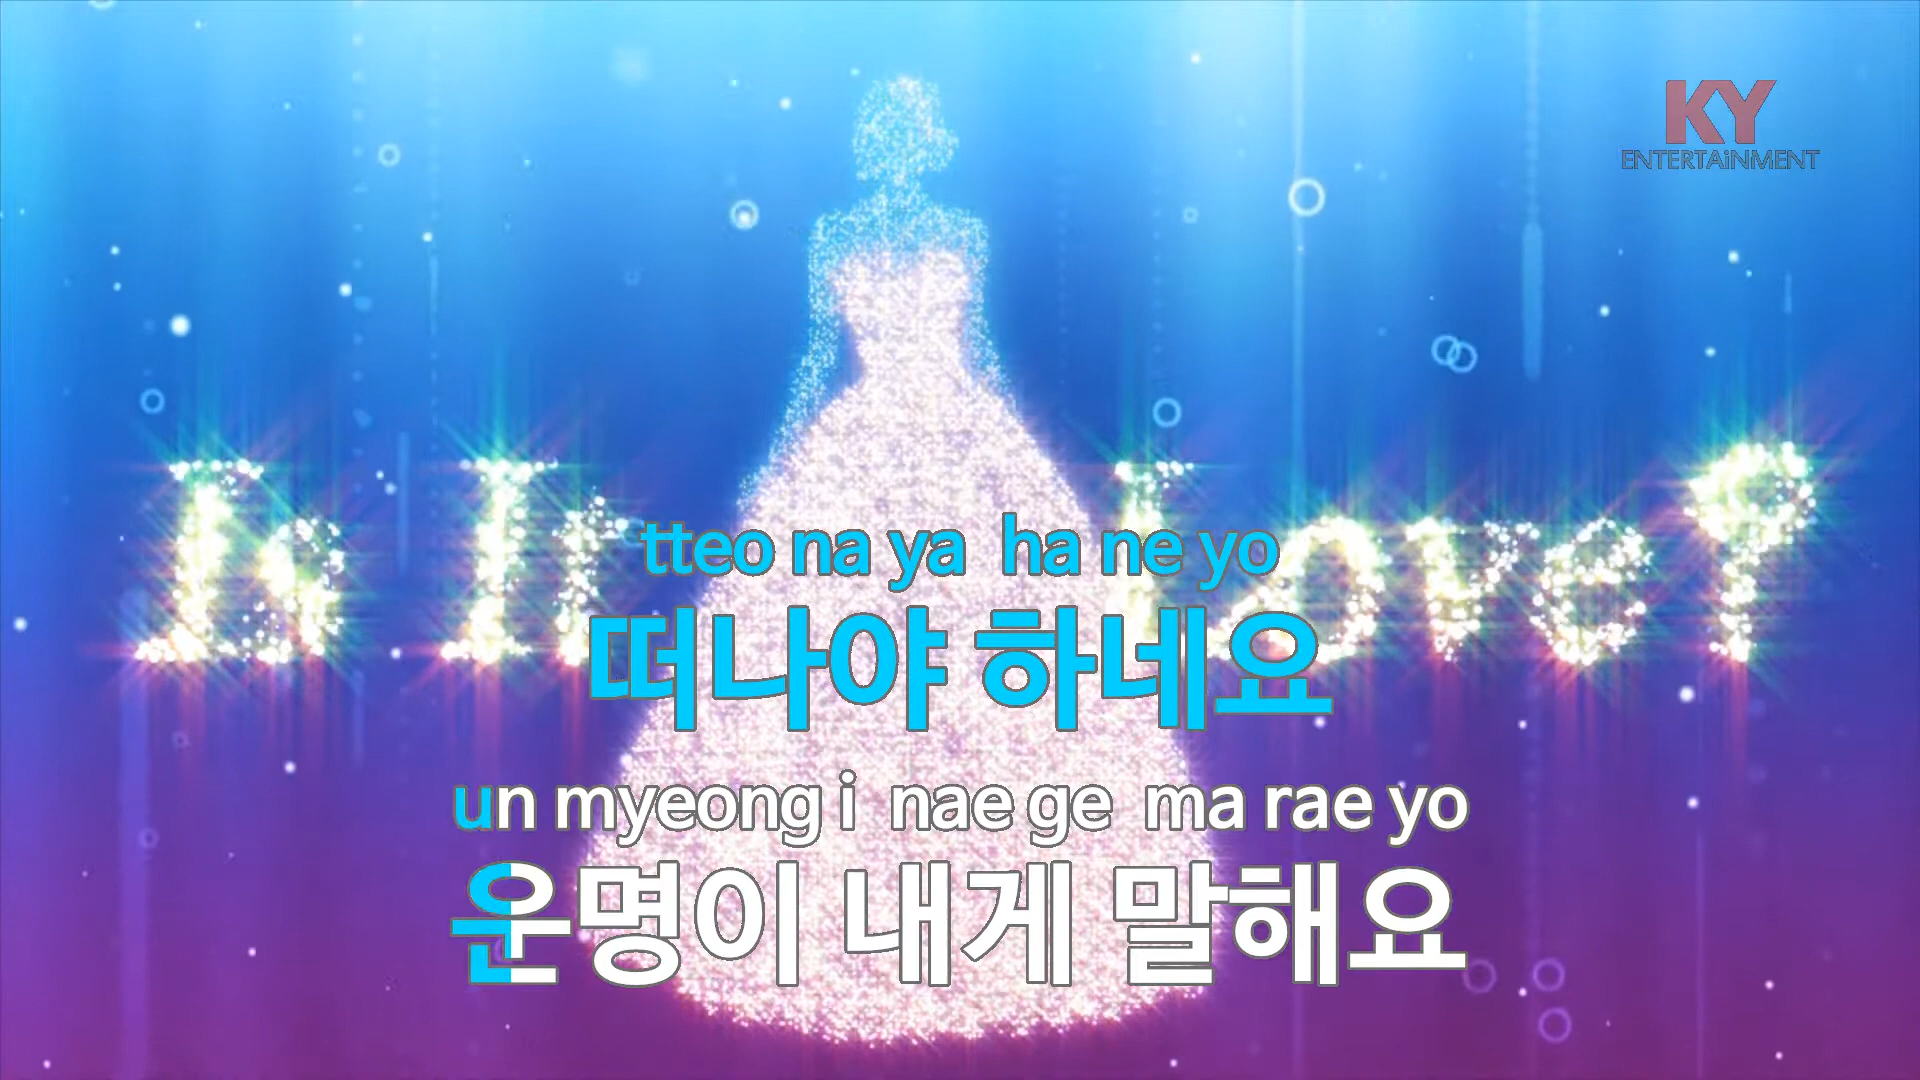 KY
ENTERTAiNMENT
Is It Love?
tteo na ya ha ne yo
떠나야 하네요
un myeong i nae ge ma rae yo
운명이 내게 말해요